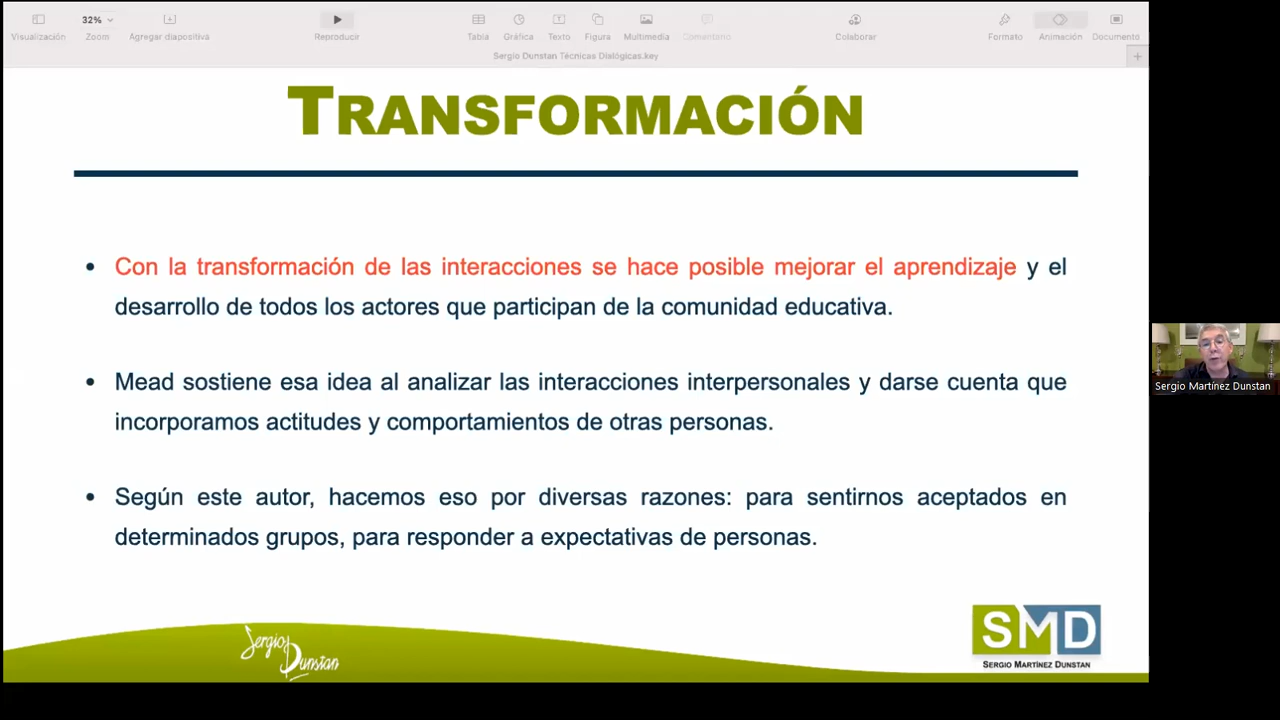 32%
Visualización
Zoom
Agregar diapositiva
Reproducir
Tabla
Gráfica
Texto
Figura
Multimedia
Comentario
Colaborar
Formato
Animación
Documento
Sergio Dunstan Técnicas Dialógicas.key
TRANSFORMACIÓN
• Con la transformación de las interacciones se hace posible mejorar el aprendizaje y el
desarrollo de todos los actores que participan de la comunidad educativa.
• Mead sostiene esa idea al analizar las interacciones interpersonales y darse cuenta que
incorporamos actitudes y comportamientos de otras personas.
• Según este autor, hacemos eso por diversas razones: para sentirnos aceptados en
determinados grupos, para responder a expectativas de personas.
Sergio Martínez Dunstan
Sergio
Dunstan
SMD
SERGIO MARTÍNEZ DUNSTAN